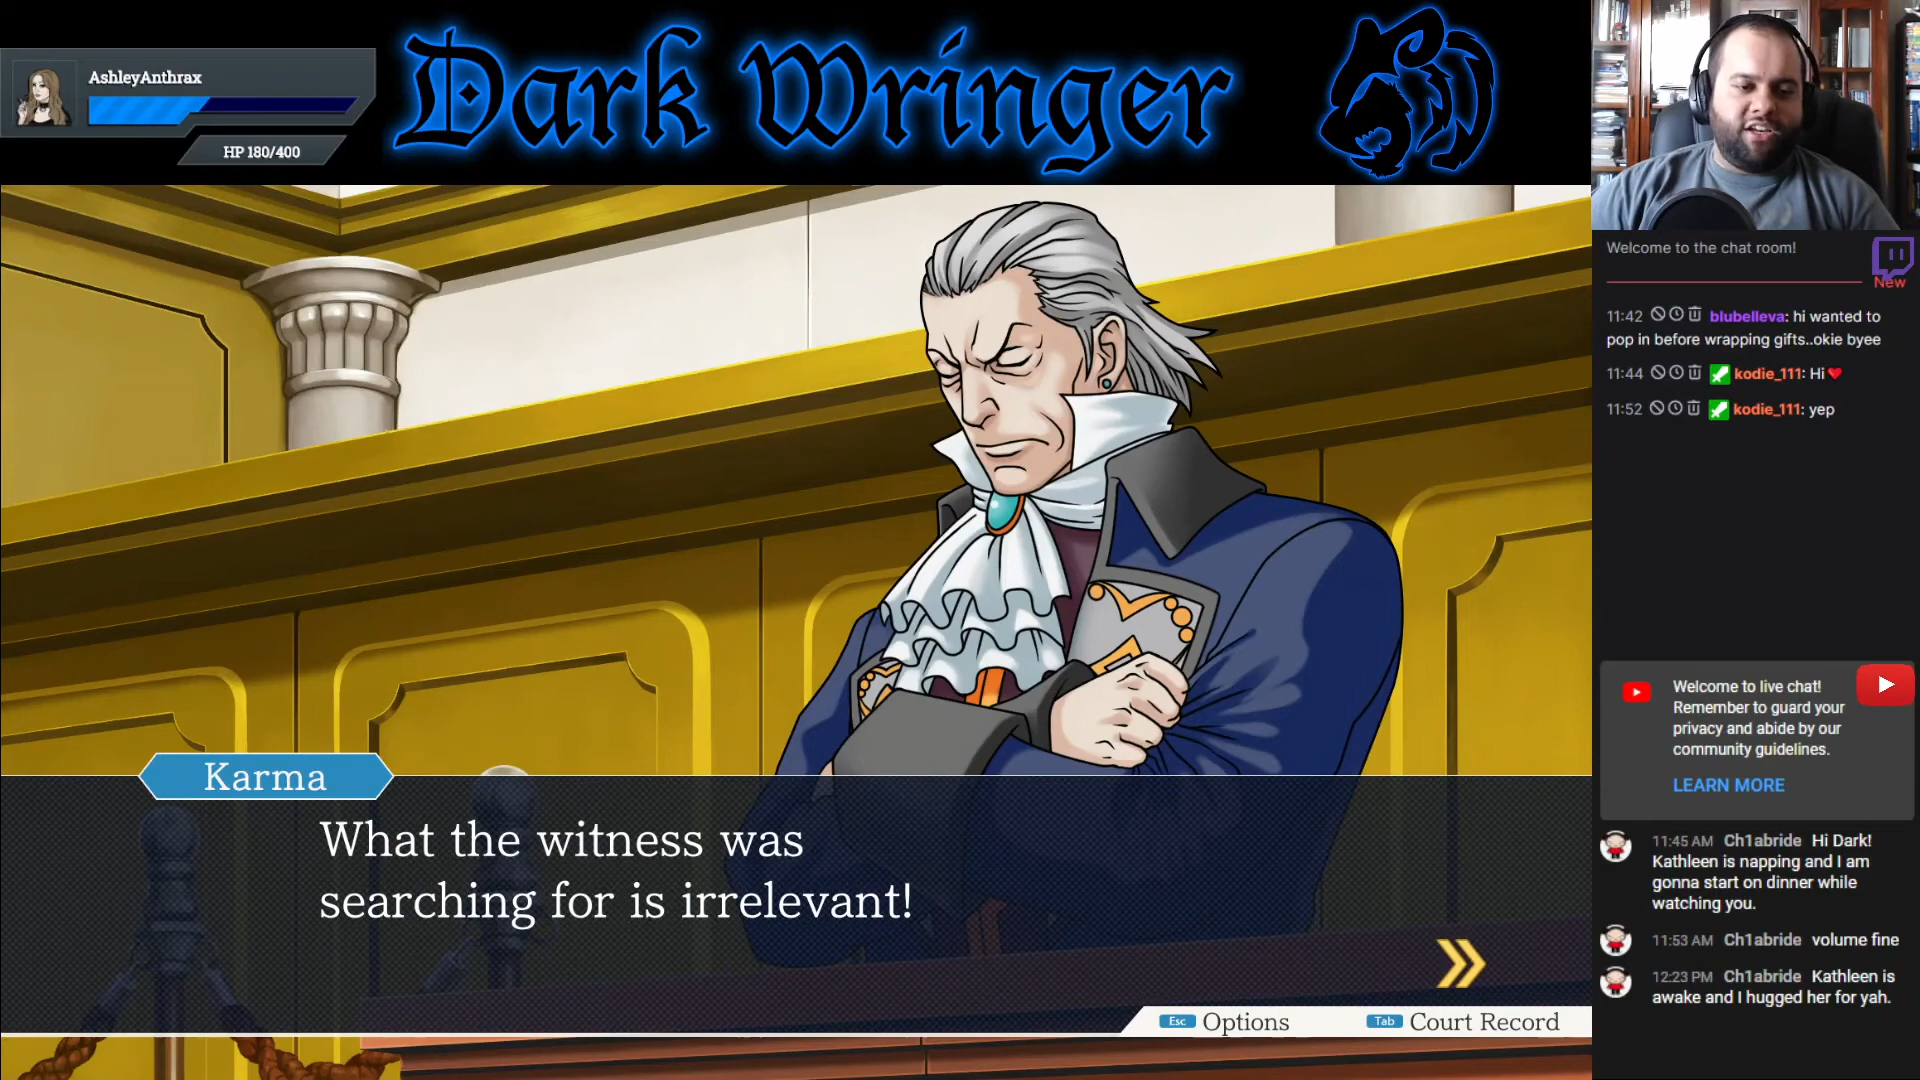 Dark Wringer
AshleyAnthrax
HP 180/400
Karma
What the witness was
searching for is irrelevant!
Esc Options Tab Court Record
Welcome to the chat room!
New
11:42 blubelleva: hi wanted to
pop in before wrapping gifts..okie byee
11:44 kodie_111: Hi❤
11:52 kodie_111: yep
Welcome to live chat!
Remember to guard your
privacy and abide by our
community guidelines.
LEARN MORE
11:45 AM Ch1abride Hi Dark!
Kathleen is napping and I am
gonna start on dinner while
watching you.
11:53 AM Ch1abride volume fine
12:23 PM Ch1abride Kathleen is
awake and I hugged her for yah.